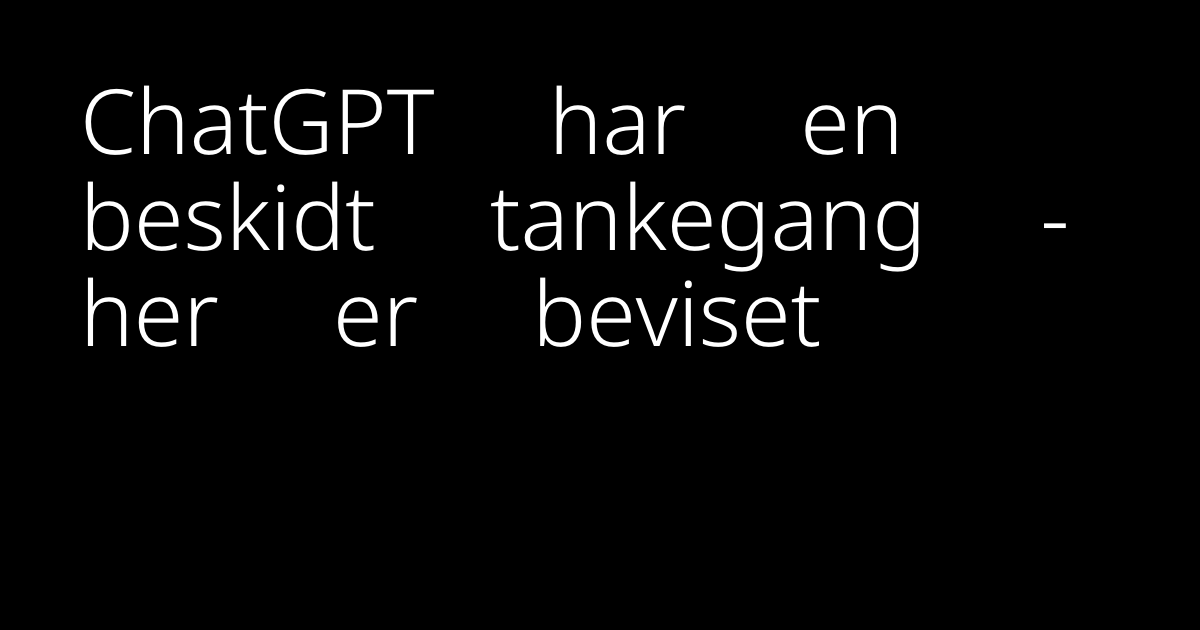 ChatGPT har en
beskidt tankegang -
her er beviset